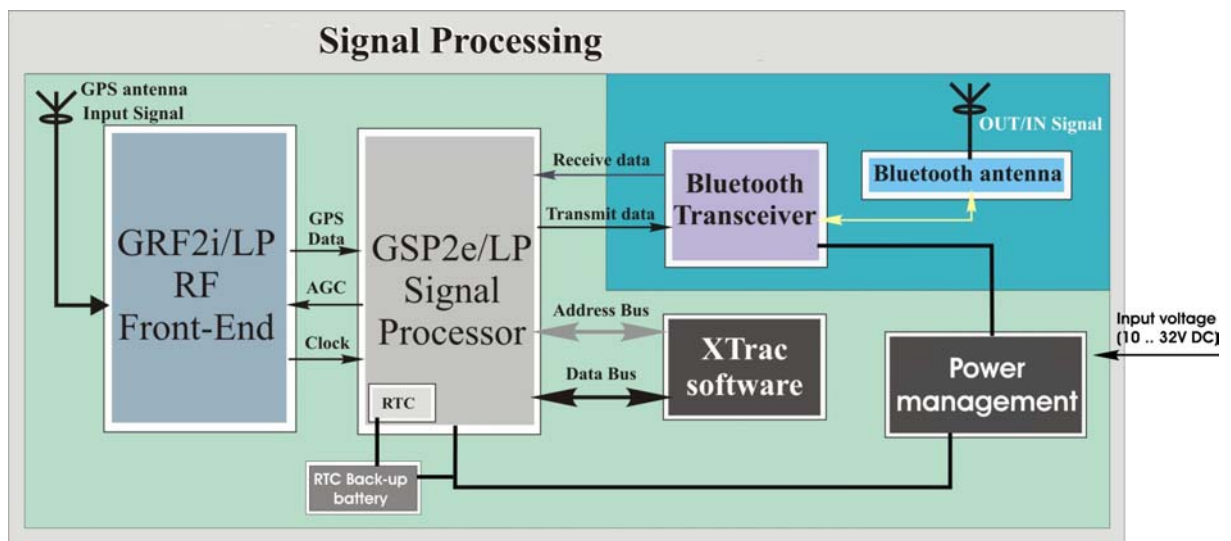 Signal Processing
GPS antenna
Input Signal
OUT/IN Signal
Bluetooth antenna
Receive data
Bluetooth
Transceiver
Transmit data
GRF2i/LP
RF
Front-End
GPS
Data
AGC
Clock
GSP2e/LP
Signal
Processor
RTC
Address Bus
Data Bus
XTrac
software
Input voltage
(10 .. 32V DC)
Power
management
RTC Back-up
battery